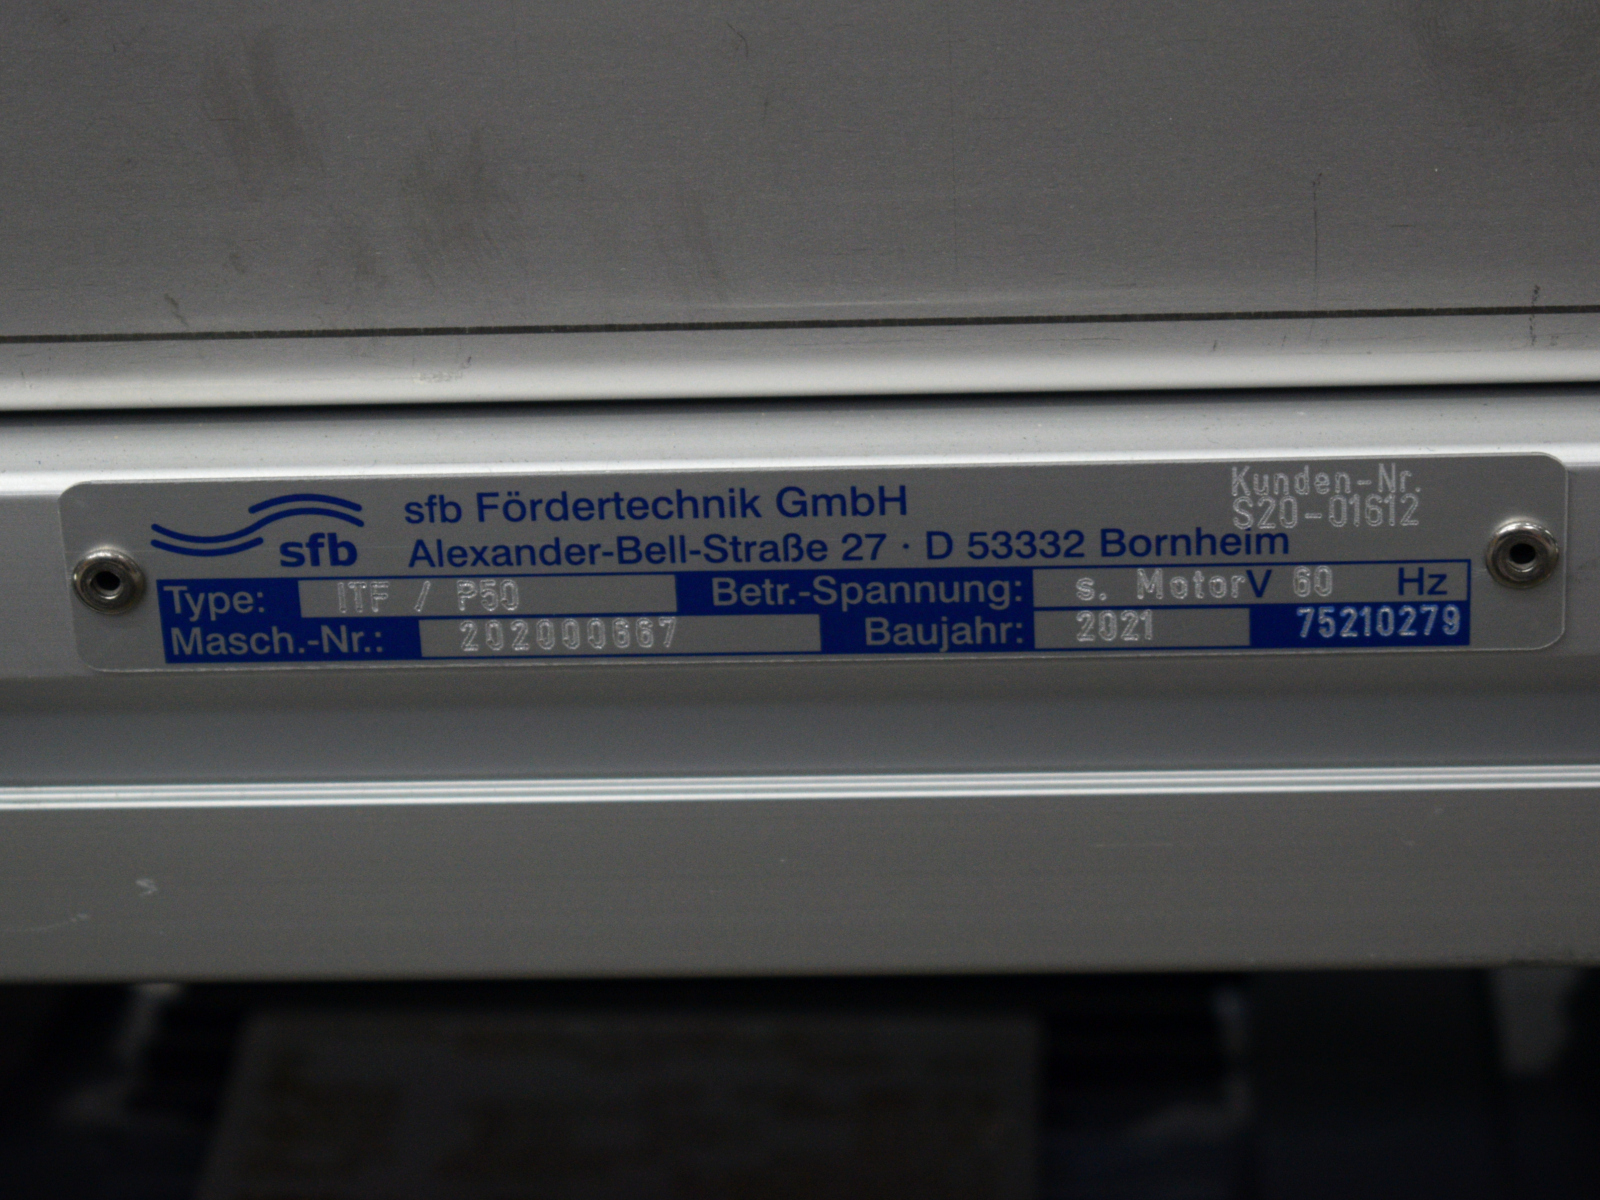 sfb
sfb Fördertechnik GmbH
Alexander-Bell-Straße 27 · D 53332 Bornheim
Kunden-Nr.
S20-01612
Type: ITF / P50 Betr.-Spannung: s. Motor V 60 Hz
Masch.-Nr.: 202000667 Baujahr: 2021 75210279